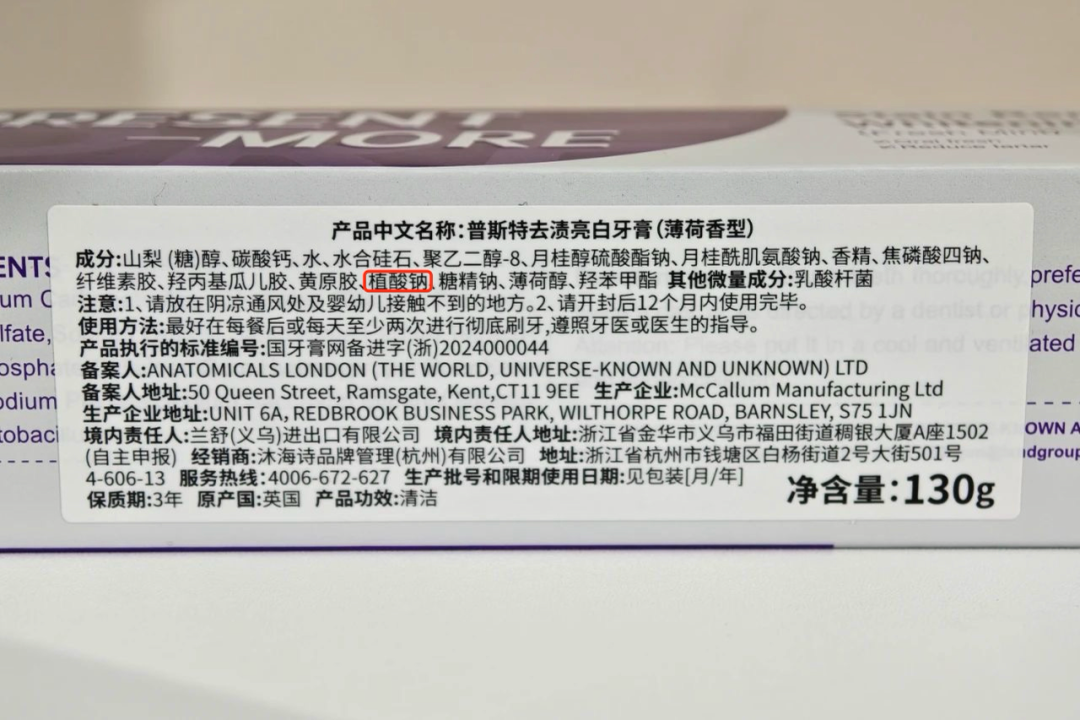 PRESENT
MORE
(Fresh Mint)
Oral fresh
Reduce tartar
产品中文名称:普斯特去渍亮白牙膏(薄荷香型)
成分:山梨(糖)醇、碳酸钙、水、水合硅石、聚乙二醇-8、月桂醇硫酸酯钠、月桂酰肌氨酸钠、香精、焦磷酸四钠、
纤维素胶、羟丙基瓜儿胶、黄原胶、植酸钠、糖精钠、薄荷醇、羟苯甲酯 其他微量成分:乳酸杆菌
注意:1、请放在阴凉通风处及婴幼儿接触不到的地方。2、请开封后12个月内使用完毕。
使用方法:最好在每餐后或每天至少两次进行彻底刷牙,遵照牙医或医生的指导。
产品执行的标准编号:国牙膏网备进字(浙)2024000044
备案人:ANATOMICALS LONDON (THE WORLD, UNIVERSE-KNOWN AND UNKNOWN) LTD
备案人地址:50 Queen Street, Ramsgate, Kent,CT11 9EE 生产企业:McCallum Manufacturing Ltd
生产企业地址:UNIT 6A, REDBROOK BUSINESS PARK, WILTHORPE ROAD, BARNSLEY, S75 1JN
境内责任人:兰舒(义乌)进出口有限公司 境内责任人地址:浙江省金华市义乌市福田街道稠银大厦A座1502
(自主申报) 经销商:沐海诗品牌管理(杭州)有限公司 地址:浙江省杭州市钱塘区白杨街道2号大街501号
4-606-13 服务热线:4006-672-627 生产批号和限期使用日期:见包装[月/年]
保质期:3年 原产国:英国 产品功效:清洁
净含量:130g